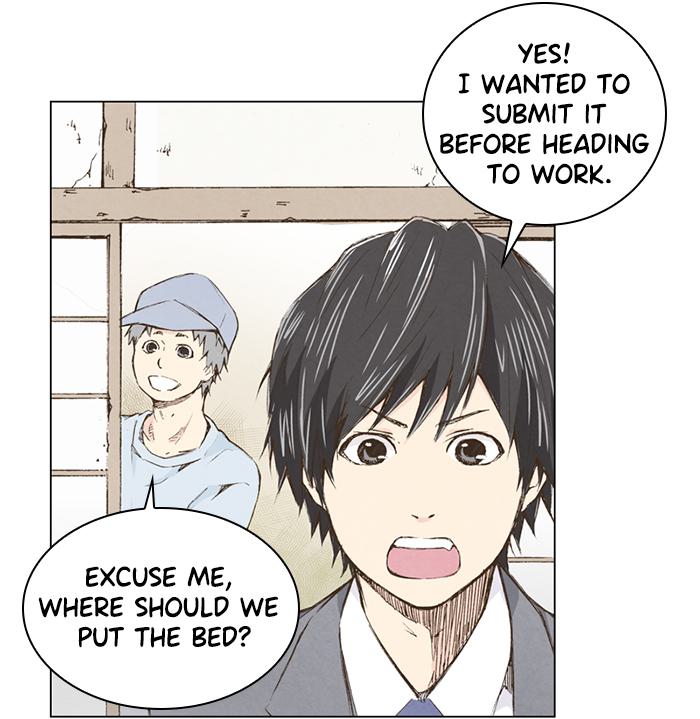 YES!
I WANTED TO
SUBMIT IT
BEFORE HEADING
TO WORK.
EXCUSE ME,
WHERE SHOULD WE
PUT THE BED?